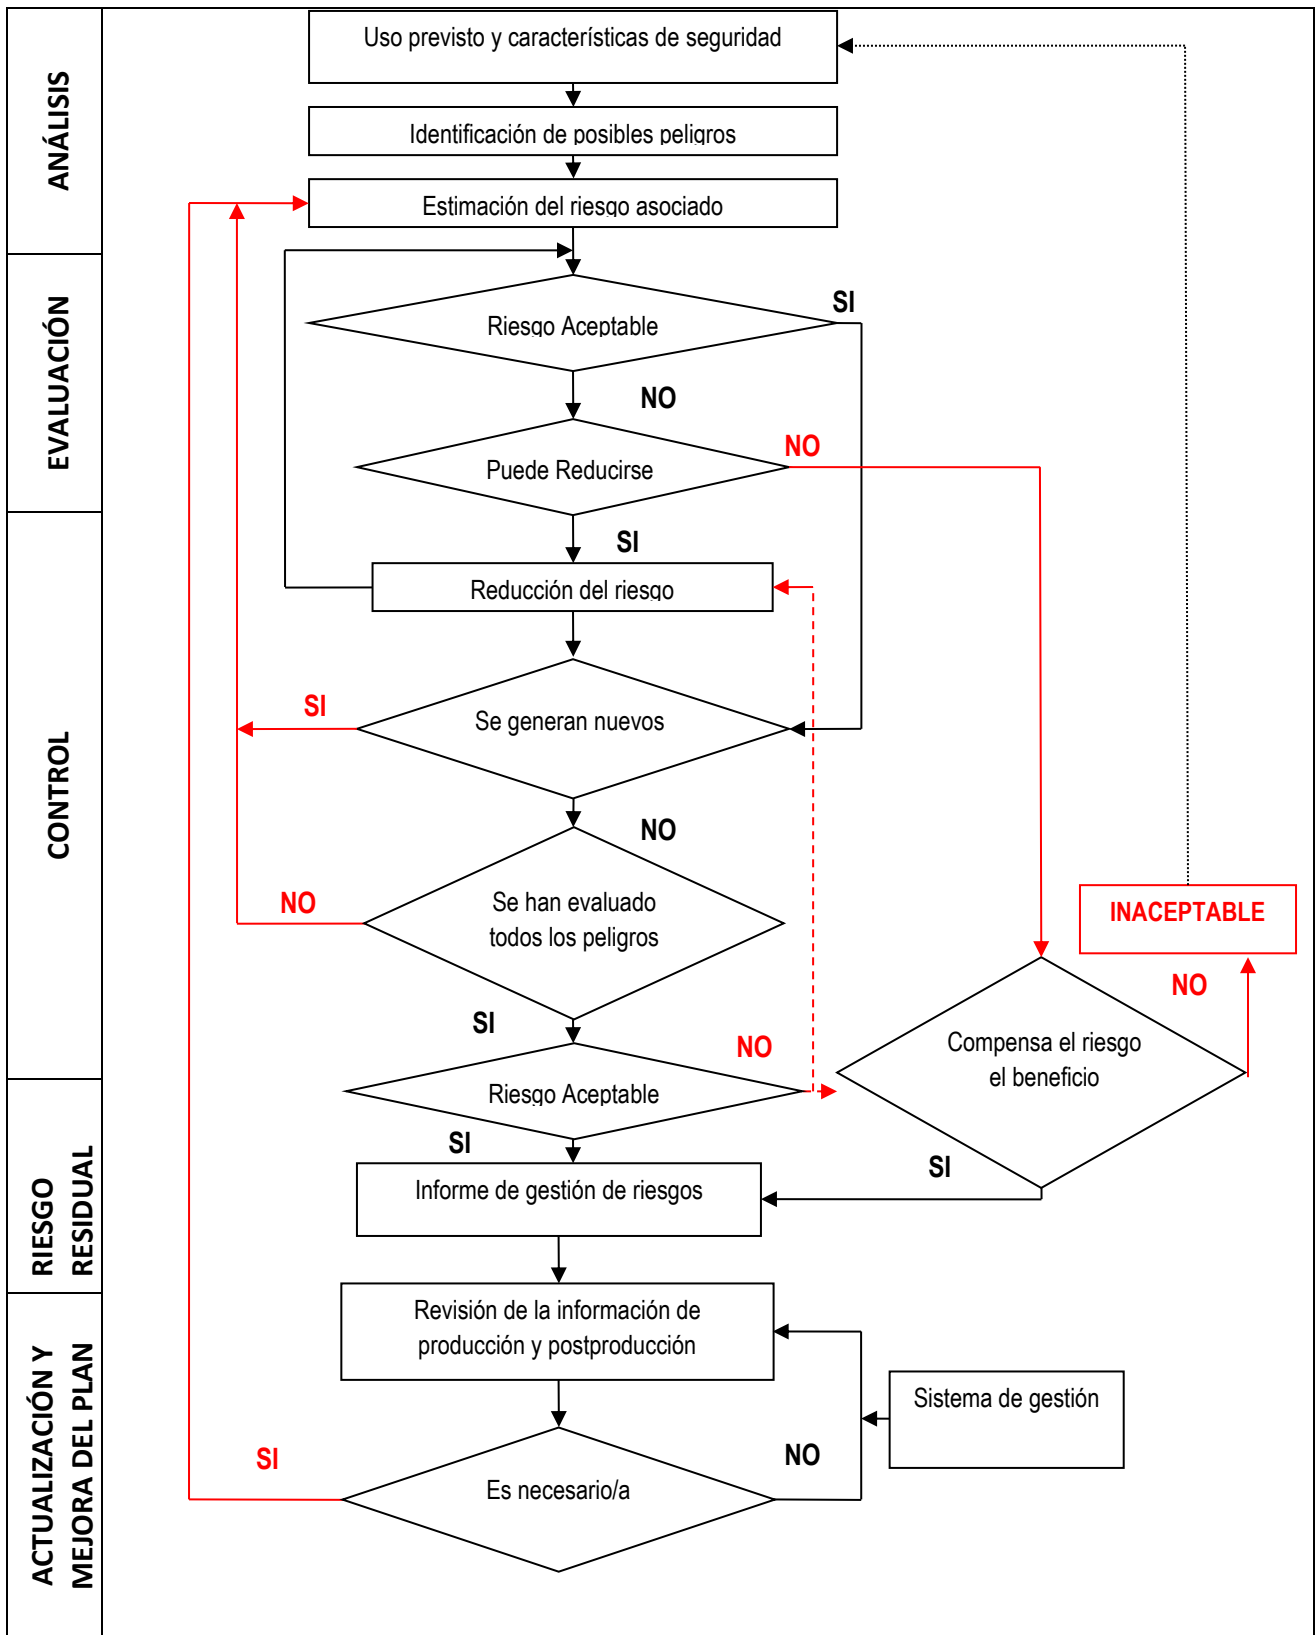 ANÁLISIS
Uso previsto y características de seguridad
Identificación de posibles peligros
Estimación del riesgo asociado
EVALUACIÓN
Riesgo Aceptable
SI
NO
Puede Reducirse
NO
SI
CONTROL
Reducción del riesgo
Se generan nuevos
SI
NO
Se han evaluado
todos los peligros
NO
SI
Riesgo Aceptable
NO
SI
Compensa el riesgo
el beneficio
NO
INACEPTABLE
SI
RIESGO
RESIDUAL
Informe de gestión de riesgos
ACTUALIZACIÓN Y
MEJORA DEL PLAN
Revisión de la información de
producción y postproducción
Sistema de gestión
Es necesario/a
SI
NO